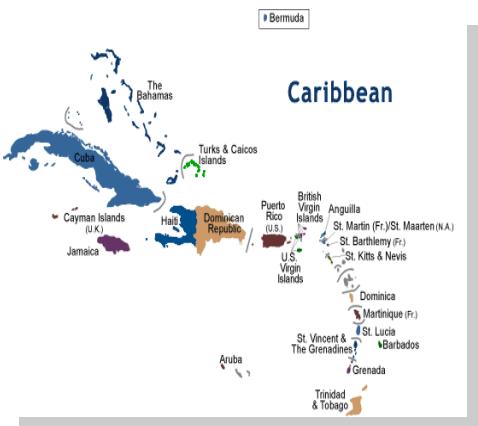 Bermuda
Caribbean
The
Bahamas
Turks & Caicos
Islands
Cuba
Cayman Islands
(U.K.)
Jamaica
Haiti
Dominican
Republic
Puerto
Rico
(U.S.)
British
Virgin
Islands
U.S.
Virgin
Islands
Anguilla
St. Martin (Fr.)/St. Maarten (N.A.)
St. Barthlemy (Fr.)
St. Kitts & Nevis
Dominica
Martinique (Fr.)
St. Lucia
Barbados
St. Vincent &
The Grenadines
Grenada
Aruba
Trinidad
& Tobago